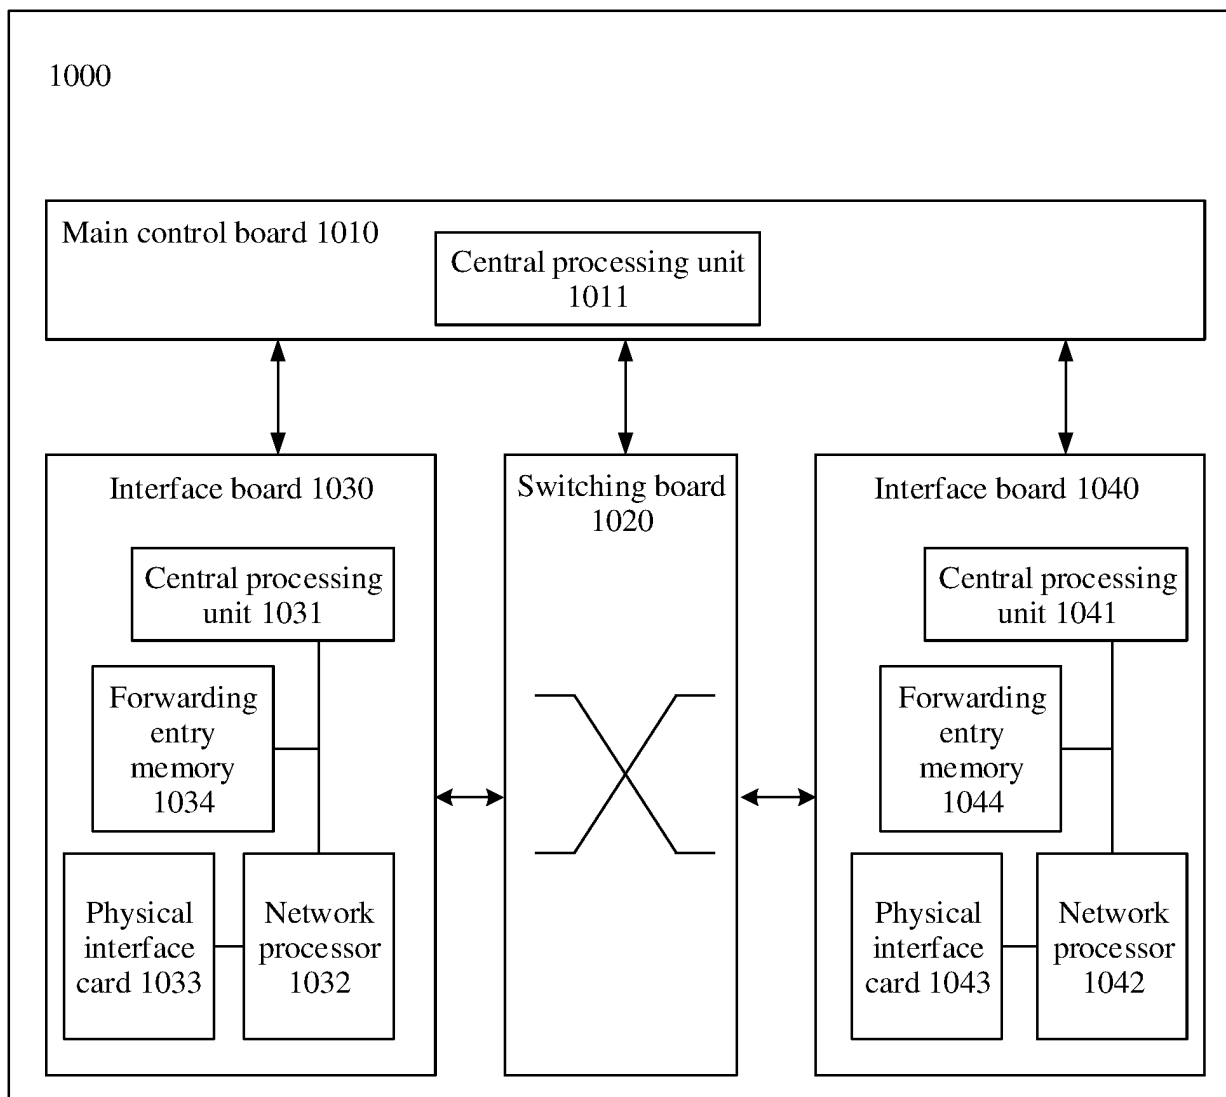 1000
Main control board 1010
Central processing unit
1011
Interface board 1030
Central processing
unit 1031
Forwarding
entry
memory
1034
Physical
interface
card 1033
Network
processor
1032
Switching board
1020
Interface board 1040
Central processing
unit 1041
Forwarding
entry
memory
1044
Physical
interface
card 1043
Network
processor
1042